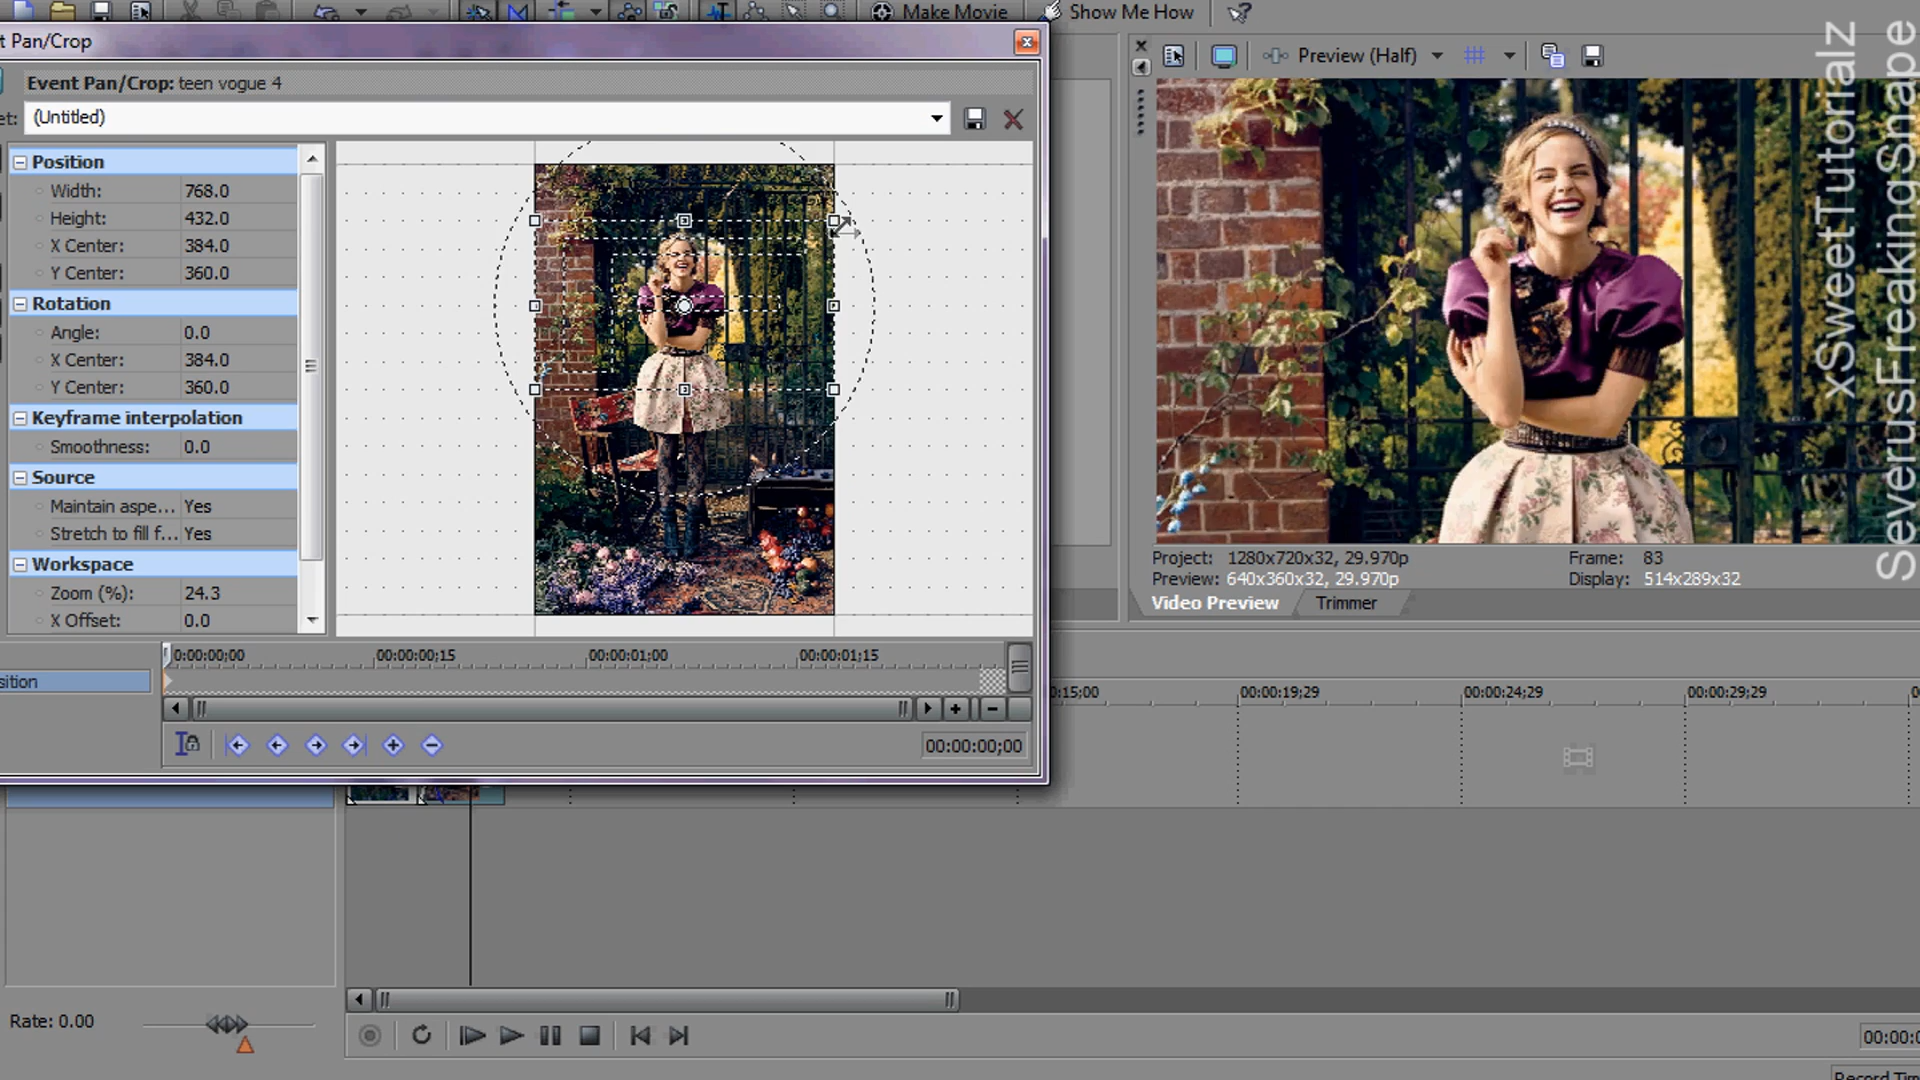 Make Movie
Show Me How
t Pan/Crop
Event Pan/Crop: teen vogue 4
et:
(Untitled)
Position
Width: 768.0
Height: 432.0
X Center: 384.0
Y Center: 360.0
Rotation
Angle: 0.0
X Center: 384.0
Y Center: 360.0
Keyframe interpolation
Smoothness: 0.0
Source
Maintain aspe... Yes
Stretch to fill f... Yes
Workspace
Zoom (%): 24.3
X Offset: 0.0
0:00:00;00
00:00:00;15
00:00:01;00
00:00:01;15
sition
00:00:00;00
Preview (Half)
xSweetTutorialz
SeverusFreakingSnape
Project: 1280x720x32, 29.970p
Frame: 83
Preview: 640x360x32, 29.970p
Display: 514x289x32
Video Preview
Trimmer
0:15;00
00:00:19;29
00:00:24;29
00:00:29;29
Rate: 0.00
00:00:0
Record Tim